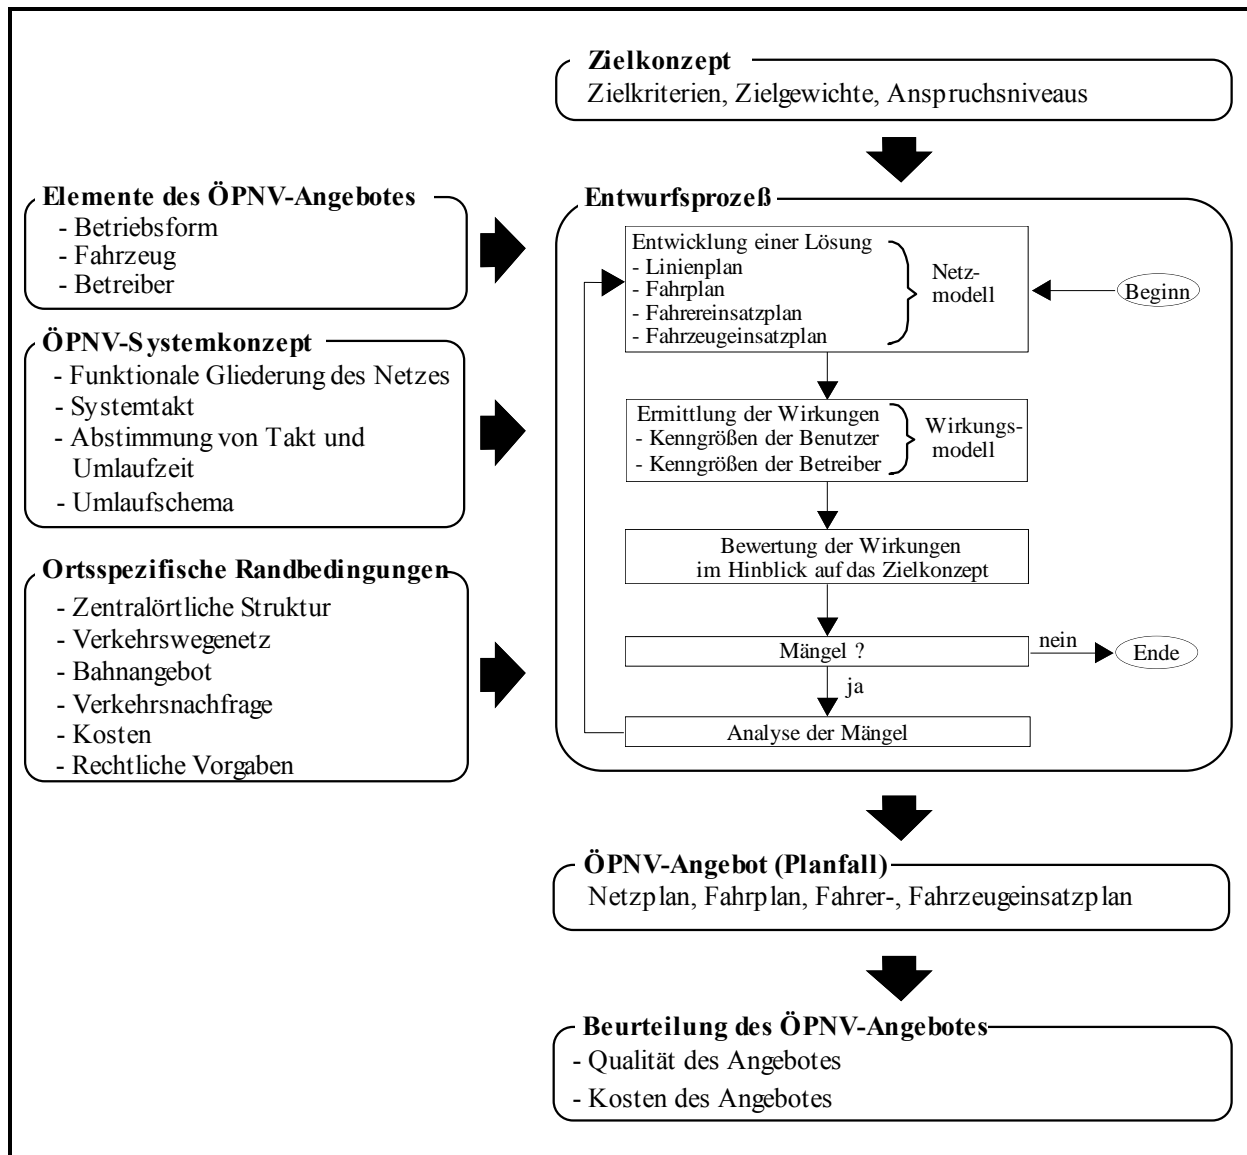 Zielkonzept
Zielkriterien, Zielgewichte, Anspruchsniveaus
Elemente des ÖPNV-Angebotes
- Betriebsform
- Fahrzeug
- Betreiber
ÖPNV-Systemkonzept
- Funktionale Gliederung des Netzes
- Systemtakt
- Abstimmung von Takt und
Umlaufzeit
- Umlaufschema
Ortsspezifische Randbedingungen
- Zentralörtliche Struktur
- Verkehrswegenetz
- Bahnangebot
- Verkehrsnachfrage
- Kosten
- Rechtliche Vorgaben
Entwurfsprozeß
Entwicklung einer Lösung
- Linienplan
- Fahrplan
- Fahrereinsatzplan
- Fahrzeugeinsatzplan
Netz-
modell
Beginn
Ermittlung der Wirkungen
- Kenngrößen der Benutzer
- Kenngrößen der Betreiber
Wirkungs-
modell
Bewertung der Wirkungen
im Hinblick auf das Zielkonzept
Mängel ?
nein
Ende
ja
Analyse der Mängel
ÖPNV-Angebot (Planfall)
Netzplan, Fahrplan, Fahrer-, Fahrzeugeinsatzplan
Beurteilung des ÖPNV-Angebotes
- Qualität des Angebotes
- Kosten des Angebotes